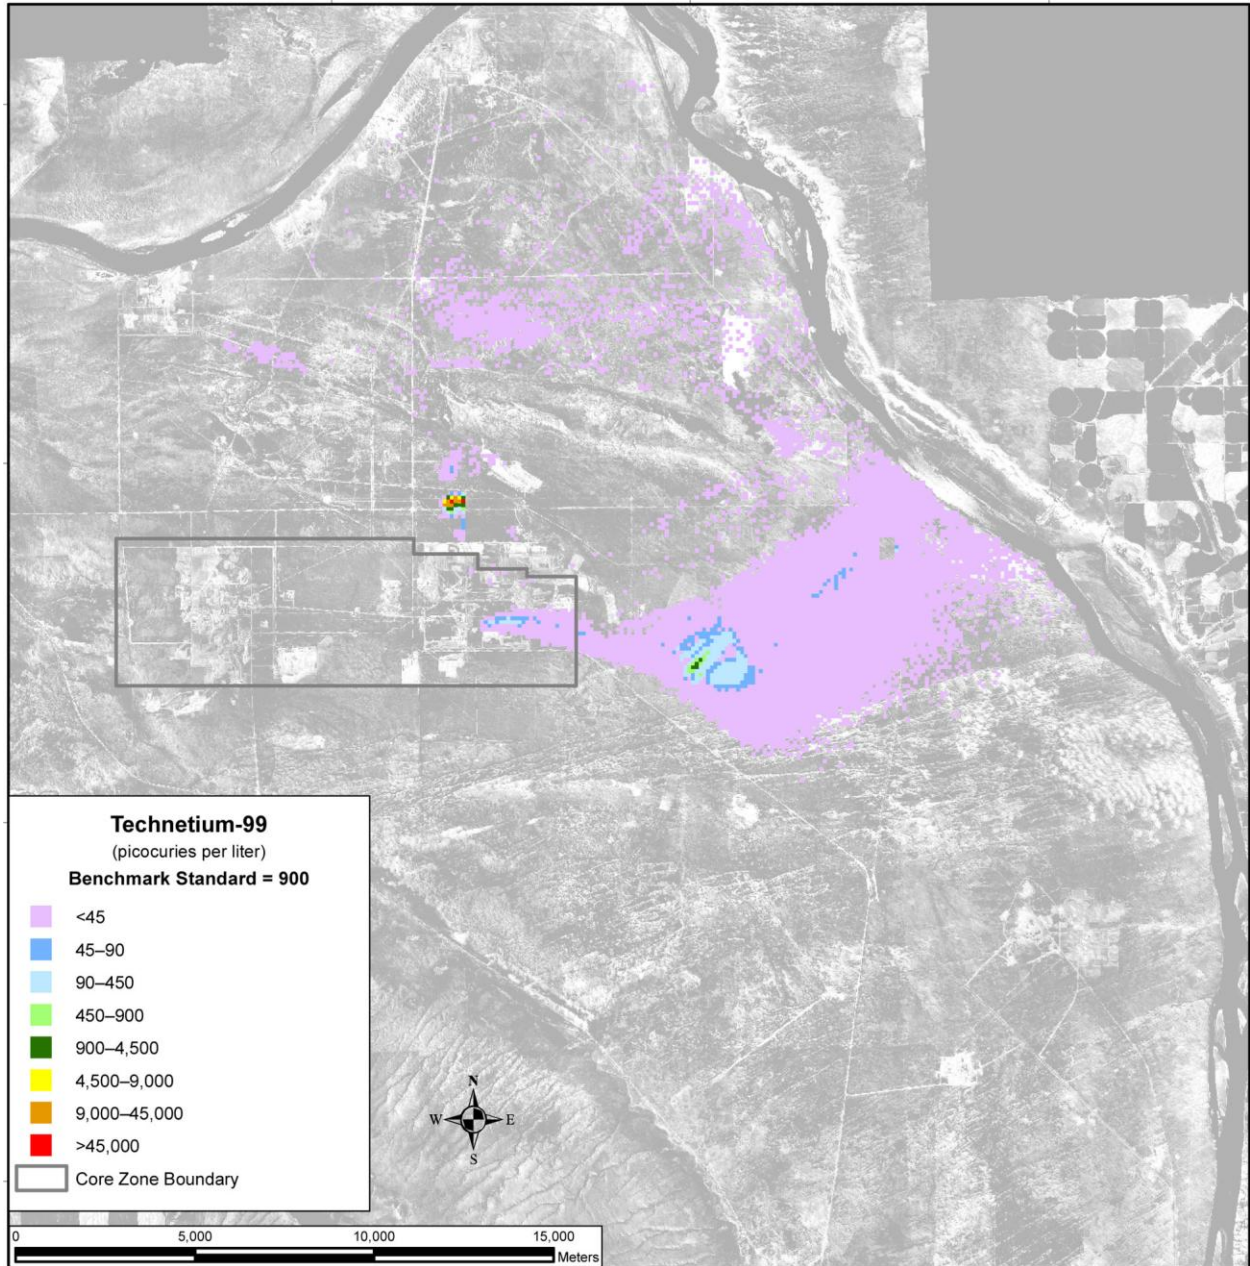 Technetium-99
(picocuries per liter)
Benchmark Standard = 900
<45
45–90
90–450
450–900
900–4,500
4,500–9,000
9,000–45,000
>45,000
Core Zone Boundary
N
W E
S
0 5,000 10,000 15,000
Meters